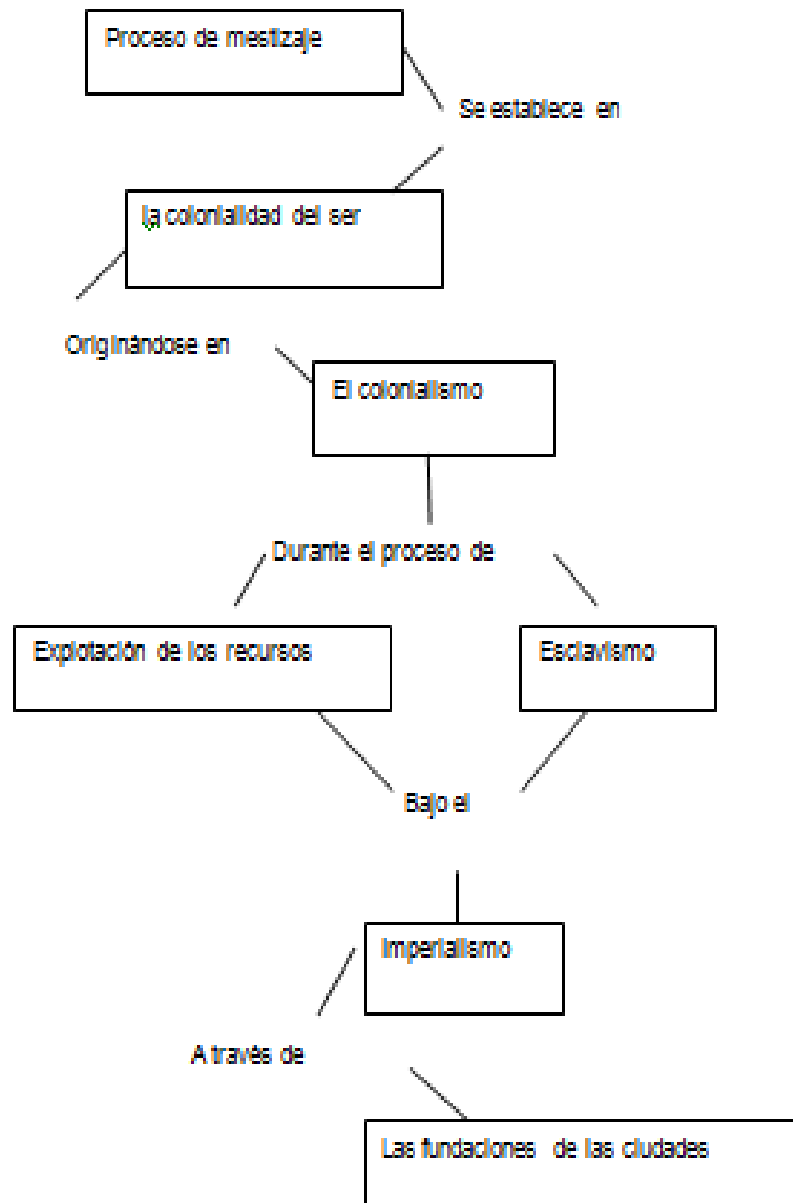 Proceso de mestizaje
Se establece en
la colonialidad del ser
Originándose en
El colonialismo
Durante el proceso de
Explotación de los recursos
Esclavismo
Bajo el
Imperialismo
A través de
Las fundaciones de las ciudades